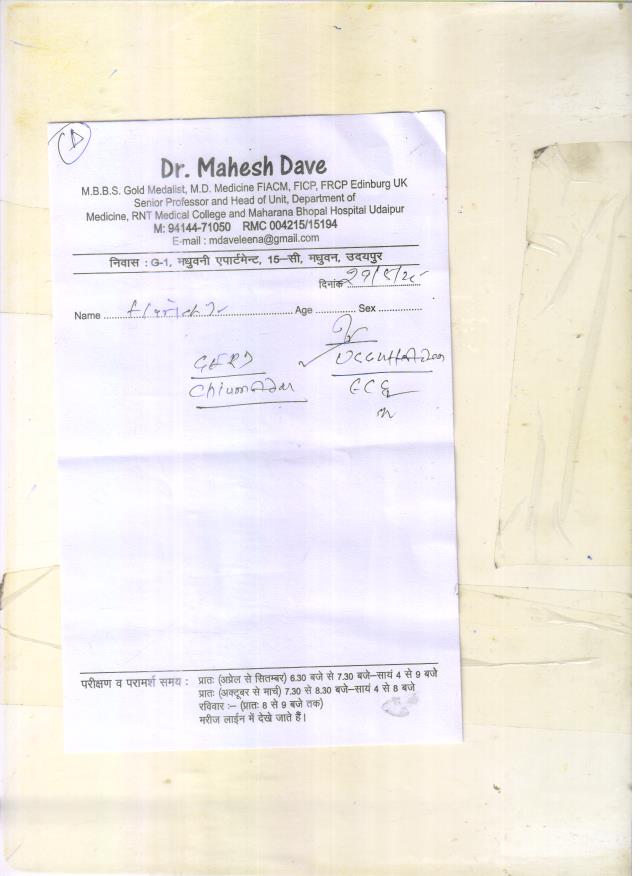 Dr. Mahesh Dave
M.B.B.S. Gold Medalist, M.D. Medicine FIACM, FICP, FRCP Edinburg UK
Senior Professor and Head of Unit, Department of
Medicine, RNT Medical College and Maharana Bhopal Hospital Udaipur
M: 94144-71050 RMC 004215/15194
E-mail : mdaveleena@gmail.com
निवास : G-1, मधुवनी एपार्टमेन्ट, 15-सी, मधुवन, उदयपुर
दिनांक
Name Age Sex
GERD
ECG
परीक्षण व परामर्श समय : प्रातः (अप्रेल से सितम्बर) 6.30 बजे से 7.30 बजे-सायं 4 से 9 बजे
प्रातः (अक्टूबर से मार्च) 7.30 से 8.30 बजे-सायं 4 से 8 बजे
रविवार :- (प्रातः 8 से 9 बजे तक)
मरीज लाईन में देखे जाते हैं।